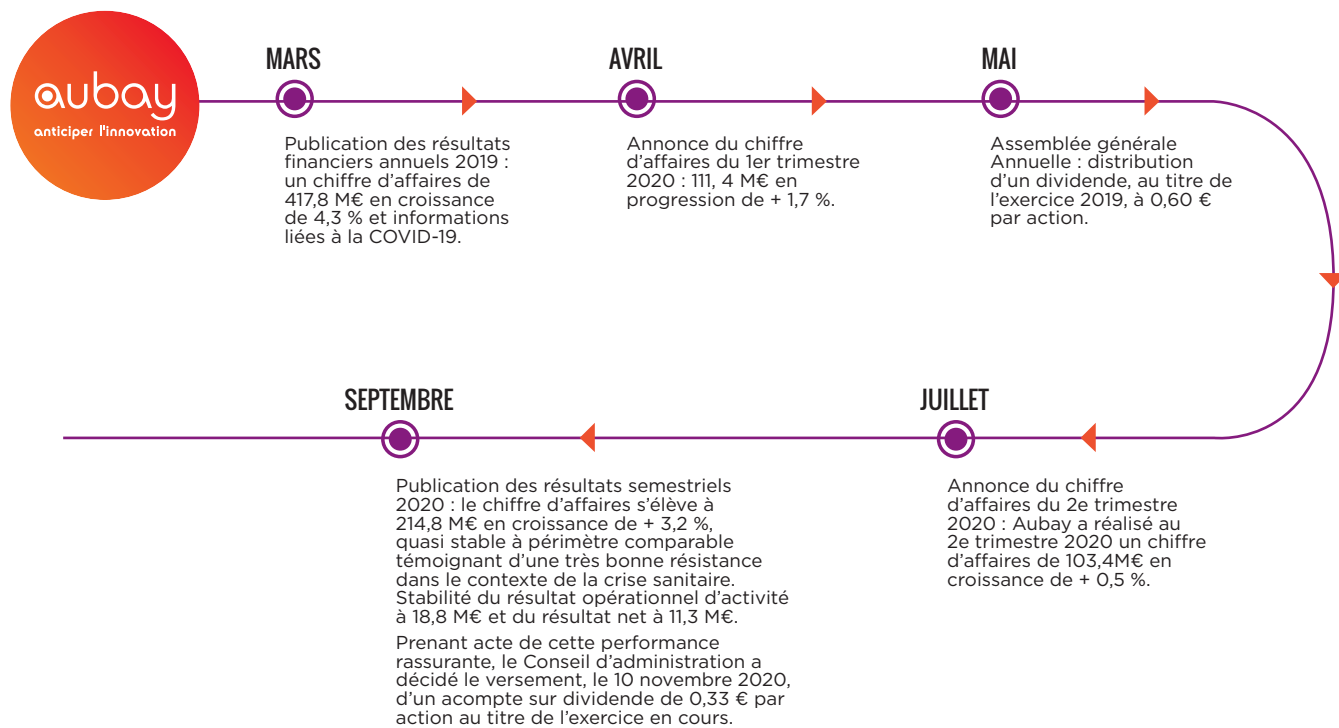 aubay
anticiper l'innovation
MARS
Publication des résultats
financiers annuels 2019 :
un chiffre d'affaires de
417,8 M€ en croissance
de 4,3 % et informations
liées à la COVID-19.
AVRIL
Annonce du chiffre
d'affaires du 1er trimestre
2020 : 111, 4 M€ en
progression de + 1,7 %.
MAI
Assemblée générale
Annuelle : distribution
d'un dividende, au titre de
l'exercice 2019, à 0,60 €
par action.
JUILLET
Annonce du chiffre
d'affaires du 2e trimestre
2020 : Aubay a réalisé au
2e trimestre 2020 un chiffre
d'affaires de 103,4M€ en
croissance de + 0,5 %.
SEPTEMBRE
Publication des résultats semestriels
2020 : le chiffre d'affaires s'élève à
214,8 M€ en croissance de + 3,2 %,
quasi stable à périmètre comparable
témoignant d'une très bonne résistance
dans le contexte de la crise sanitaire.
Stabilité du résultat opérationnel d'activité
à 18,8 M€ et du résultat net à 11,3 M€.
Prenant acte de cette performance
rassurante, le Conseil d'administration a
décidé le versement, le 10 novembre 2020,
d'un acompte sur dividende de 0,33 € par
action au titre de l'exercice en cours.